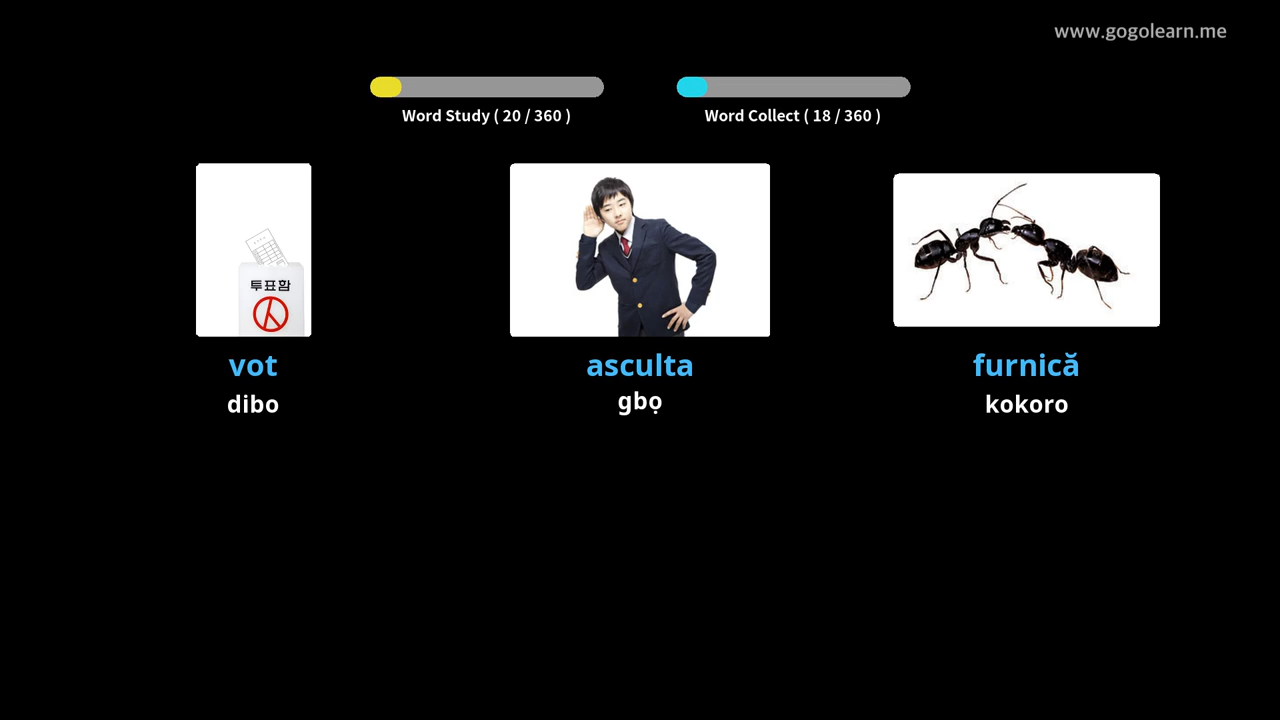 www.gogolearn.me
Word Study ( 20 / 360 )
Word Collect ( 18 / 360 )
투표함
vot
dibo
asculta
gbọ
furnică
kokoro